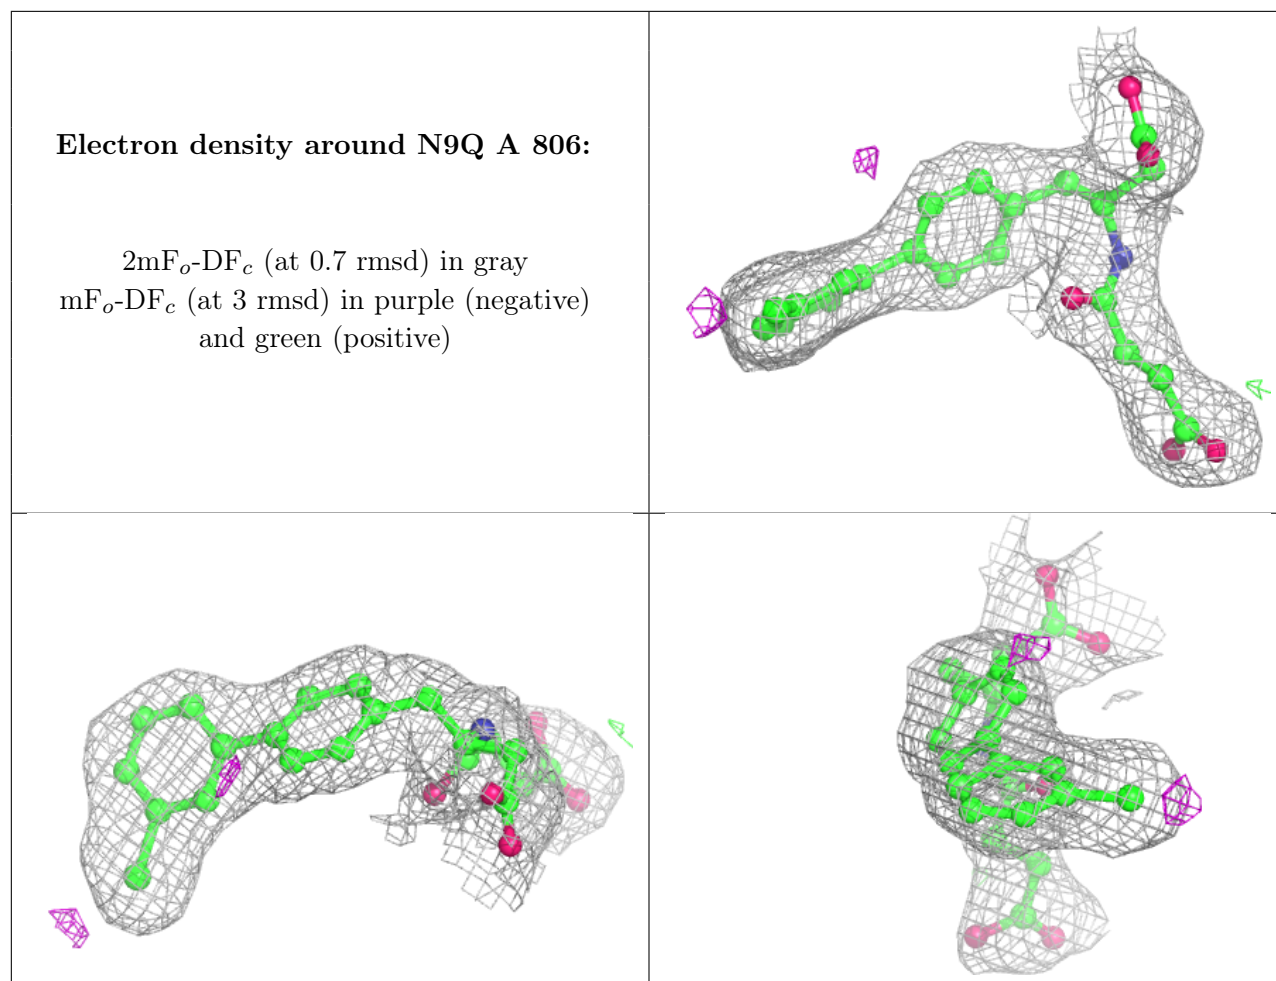 Electron density around N9Q A 806:
2mFo-DFc (at 0.7 rmsd) in gray
mFo-DFc (at 3 rmsd) in purple (negative)
and green (positive)